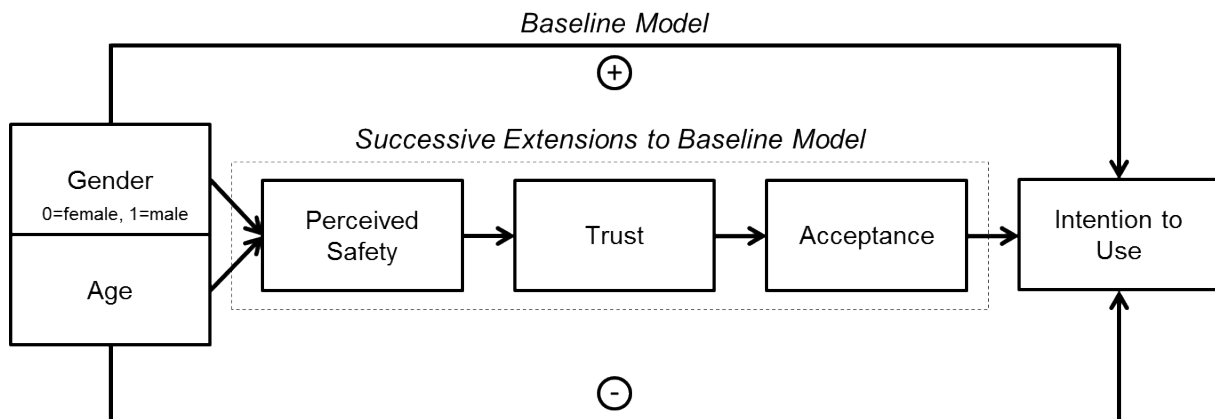 Baseline Model
+
Successive Extensions to Baseline Model
Gender
0=female, 1=male
Age
Perceived
Safety
Trust
Acceptance
Intention to
Use
-